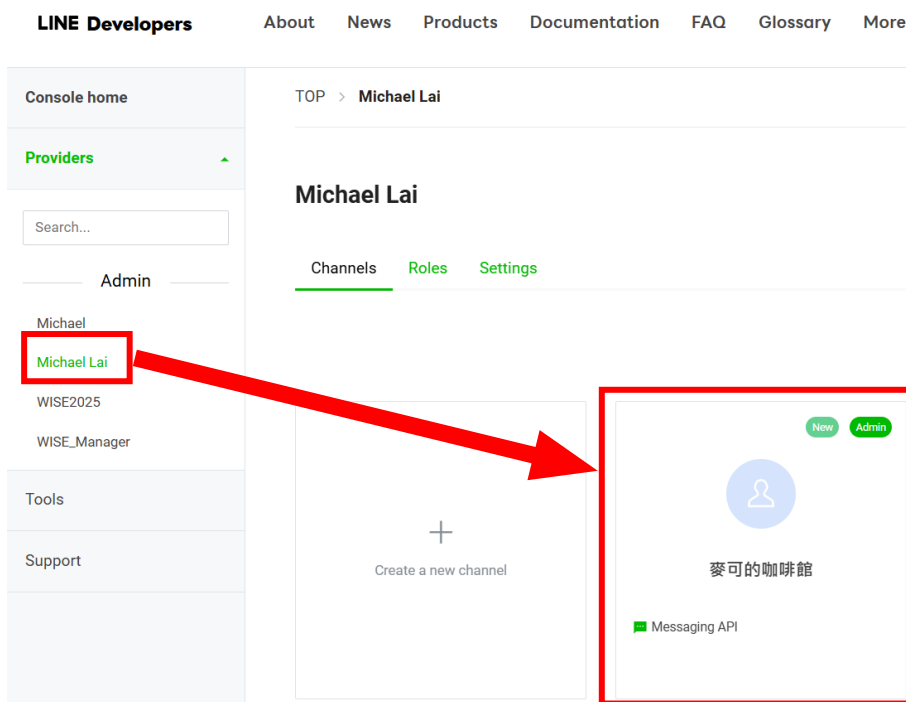 LINE Developers
About News Products Documentation FAQ Glossary More
Console home
Providers
Search...
Admin
Michael
Michael Lai
WISE2025
WISE_Manager
Tools
Support
TOP > Michael Lai
Michael Lai
Channels Roles Settings
Create a new channel
New Admin
麥可的咖啡館
Messaging API